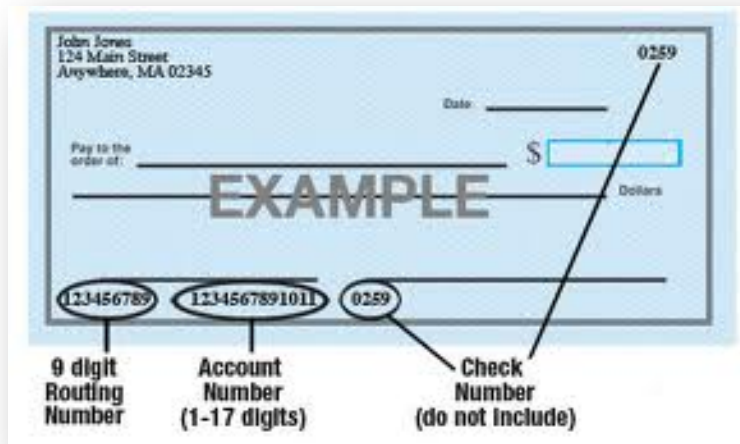 John Jones
124 Main Street
Anywhere, MA 02345
0259
Date
Pay to the
order of:
$
EXAMPLE
Dollars
123456789 1234567891011 0259
9 digit
Routing
Number
Account
Number
(1-17 digits)
Check
Number
(do not include)